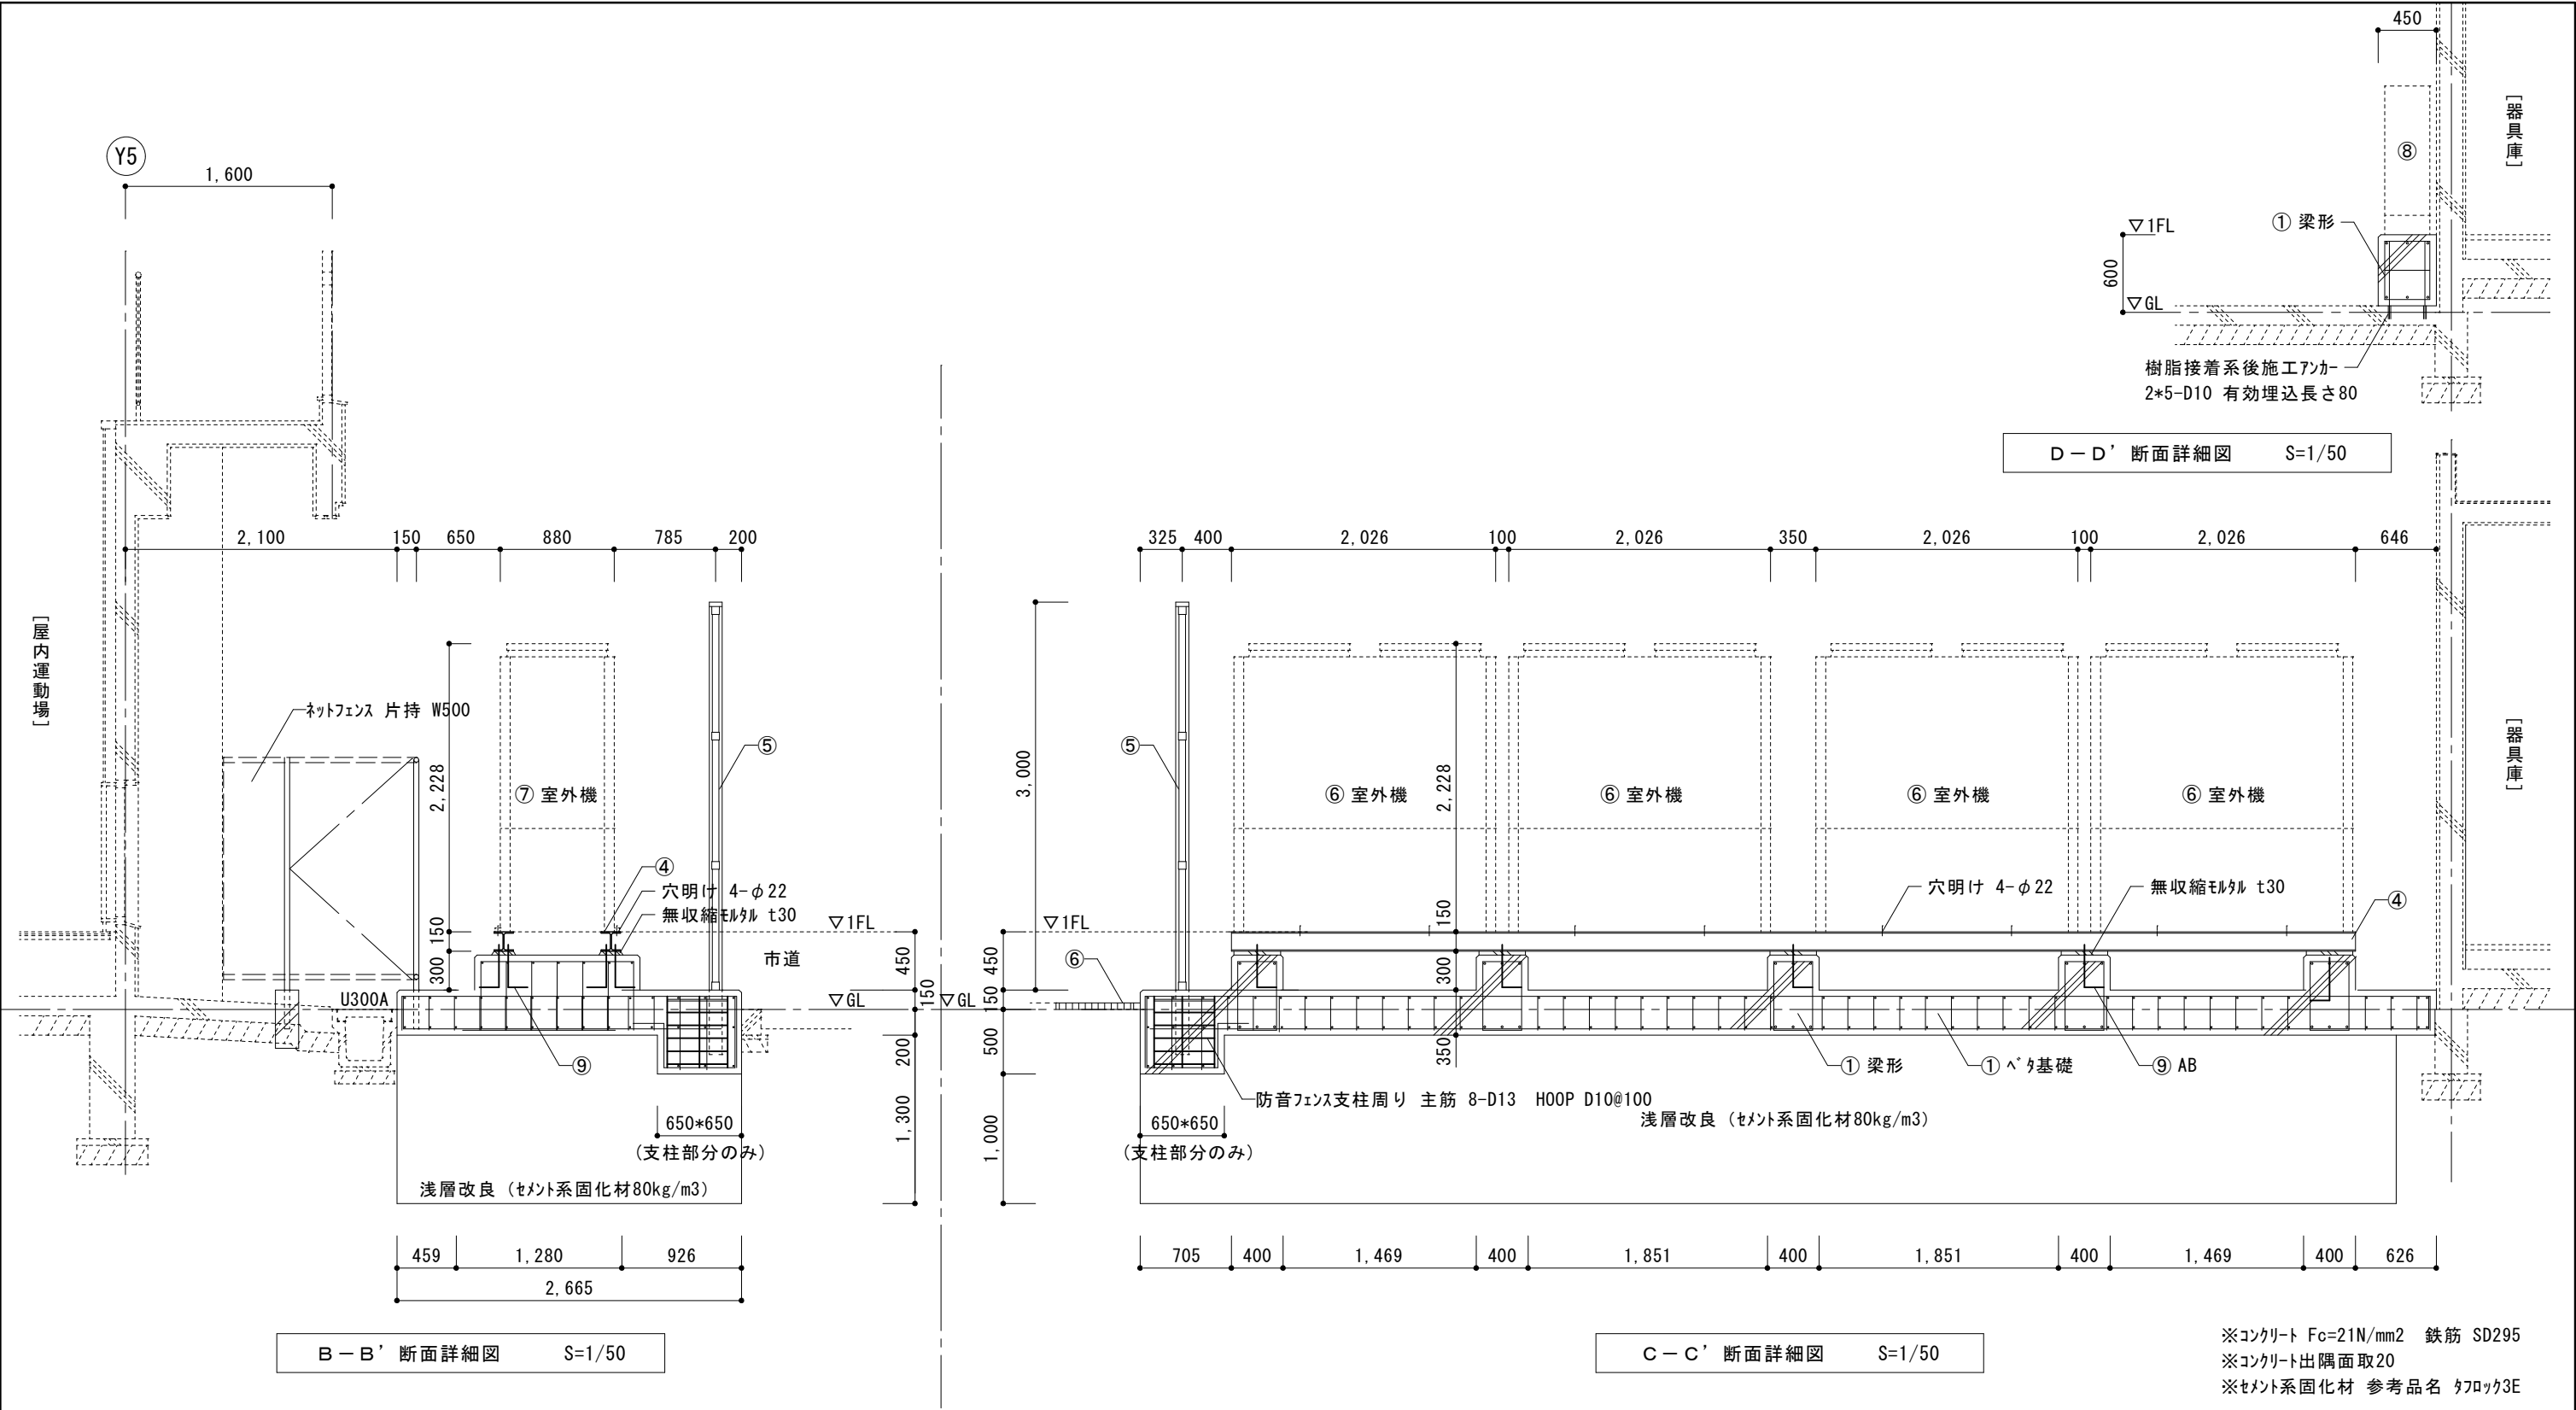 450
[器具庫]
⑧
① 梁形
▽1FL
600
▽GL
樹脂接着系後施工ｱﾝｶｰ
2*5-D10 有効埋込長さ80
D－D’ 断面詳細図 S=1/50
Y5
1,600
2,100 150 650 880 785 200
[屋内運動場]
ﾈｯﾄﾌｪﾝｽ 片持 W500
2,228
⑦ 室外機
⑤
④
穴明け 4-φ22
無収縮ﾓﾙﾀﾙ t30
150
300
▽1FL
市道
▽GL
450
150
200
1,300
U300A
⑨
650*650
(支柱部分のみ)
浅層改良 (ｾﾒﾝﾄ系固化材80kg/m3)
459 1,280 926
2,665
B－B’ 断面詳細図 S=1/50
325 400 2,026 100 2,026 350 2,026 100 2,026 646
3,000
⑤
⑥ 室外機
2,228
⑥ 室外機
⑥ 室外機
⑥ 室外機
[器具庫]
穴明け 4-φ22
無収縮ﾓﾙﾀﾙ t30
④
▽1FL
⑥
▽GL
450
150
500
1,000
150
300
350
① 梁形
① ﾍﾞﾀ基礎
⑨ AB
防音ﾌｪﾝｽ支柱周り 主筋 8-D13 HOOP D10@100
浅層改良 (ｾﾒﾝﾄ系固化材80kg/m3)
650*650
(支柱部分のみ)
705 400 1,469 400 1,851 400 1,851 400 1,469 400 626
C－C’ 断面詳細図 S=1/50
※ｺﾝｸﾘｰﾄ Fc=21N/mm2 鉄筋 SD295
※ｺﾝｸﾘｰﾄ出隅面取20
※ｾﾒﾝﾄ系固化材 参考品名 ﾀﾌﾛｯｸ3E